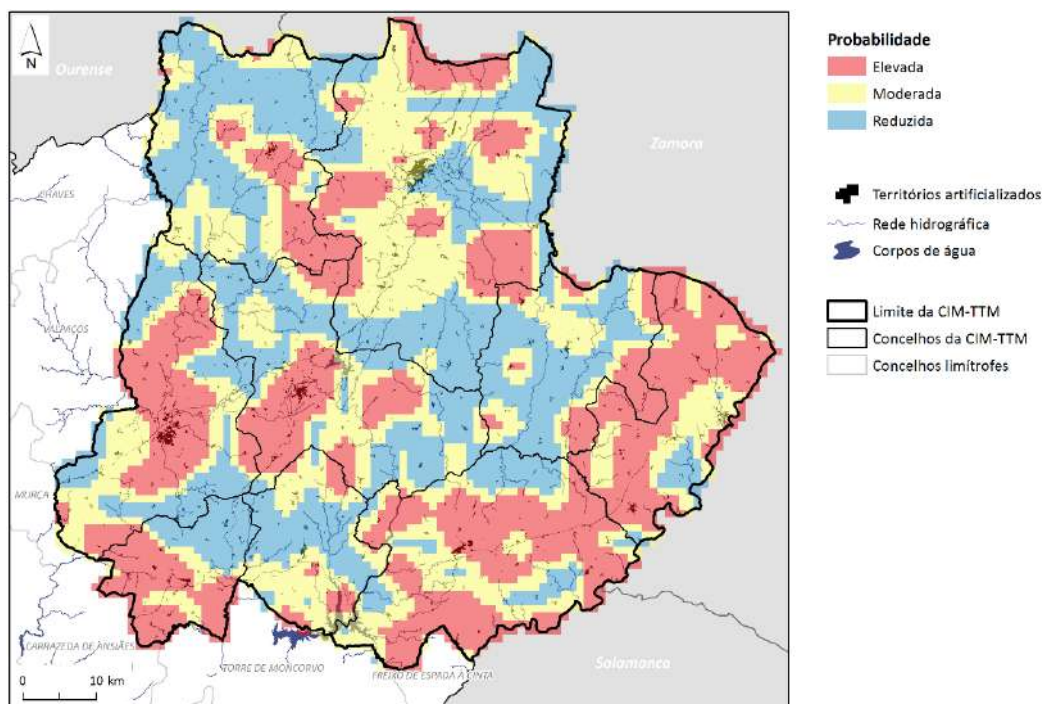 N
Ourense
Zamora
CHAVES
VALPAÇOS
MURÇA
CARRAZEDA DE ANSIÃES
TORRE DE MONCORVO
FREIXO DE ESPADA À CINTA
Salamanca
0 10 km
Probabilidade
Elevada
Moderada
Reduzida
Territórios artificializados
Rede hidrográfica
Corpos de água
Limite da CIM-TTM
Concelhos da CIM-TTM
Concelhos limítrofes